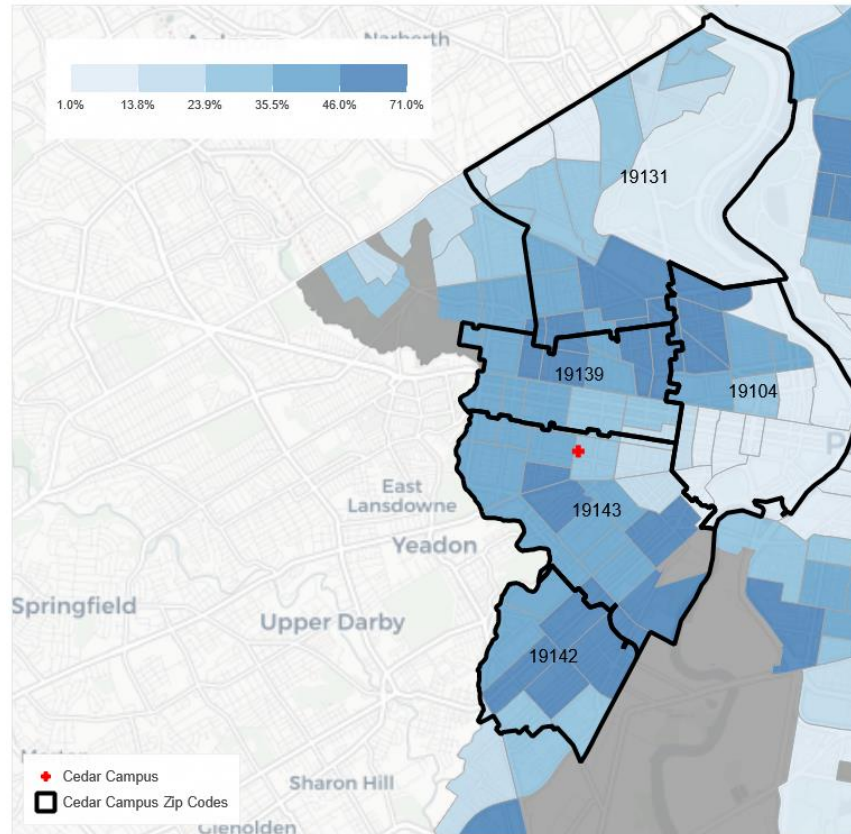 Narberth
1.0% 13.8% 23.9% 35.5% 46.0% 71.0%
19131
19139
19104
East
Lansdowne
19143
Yeadon
Springfield
Upper Darby
19142
Cedar Campus
Sharon Hill
Cedar Campus Zip Codes
Glenolden